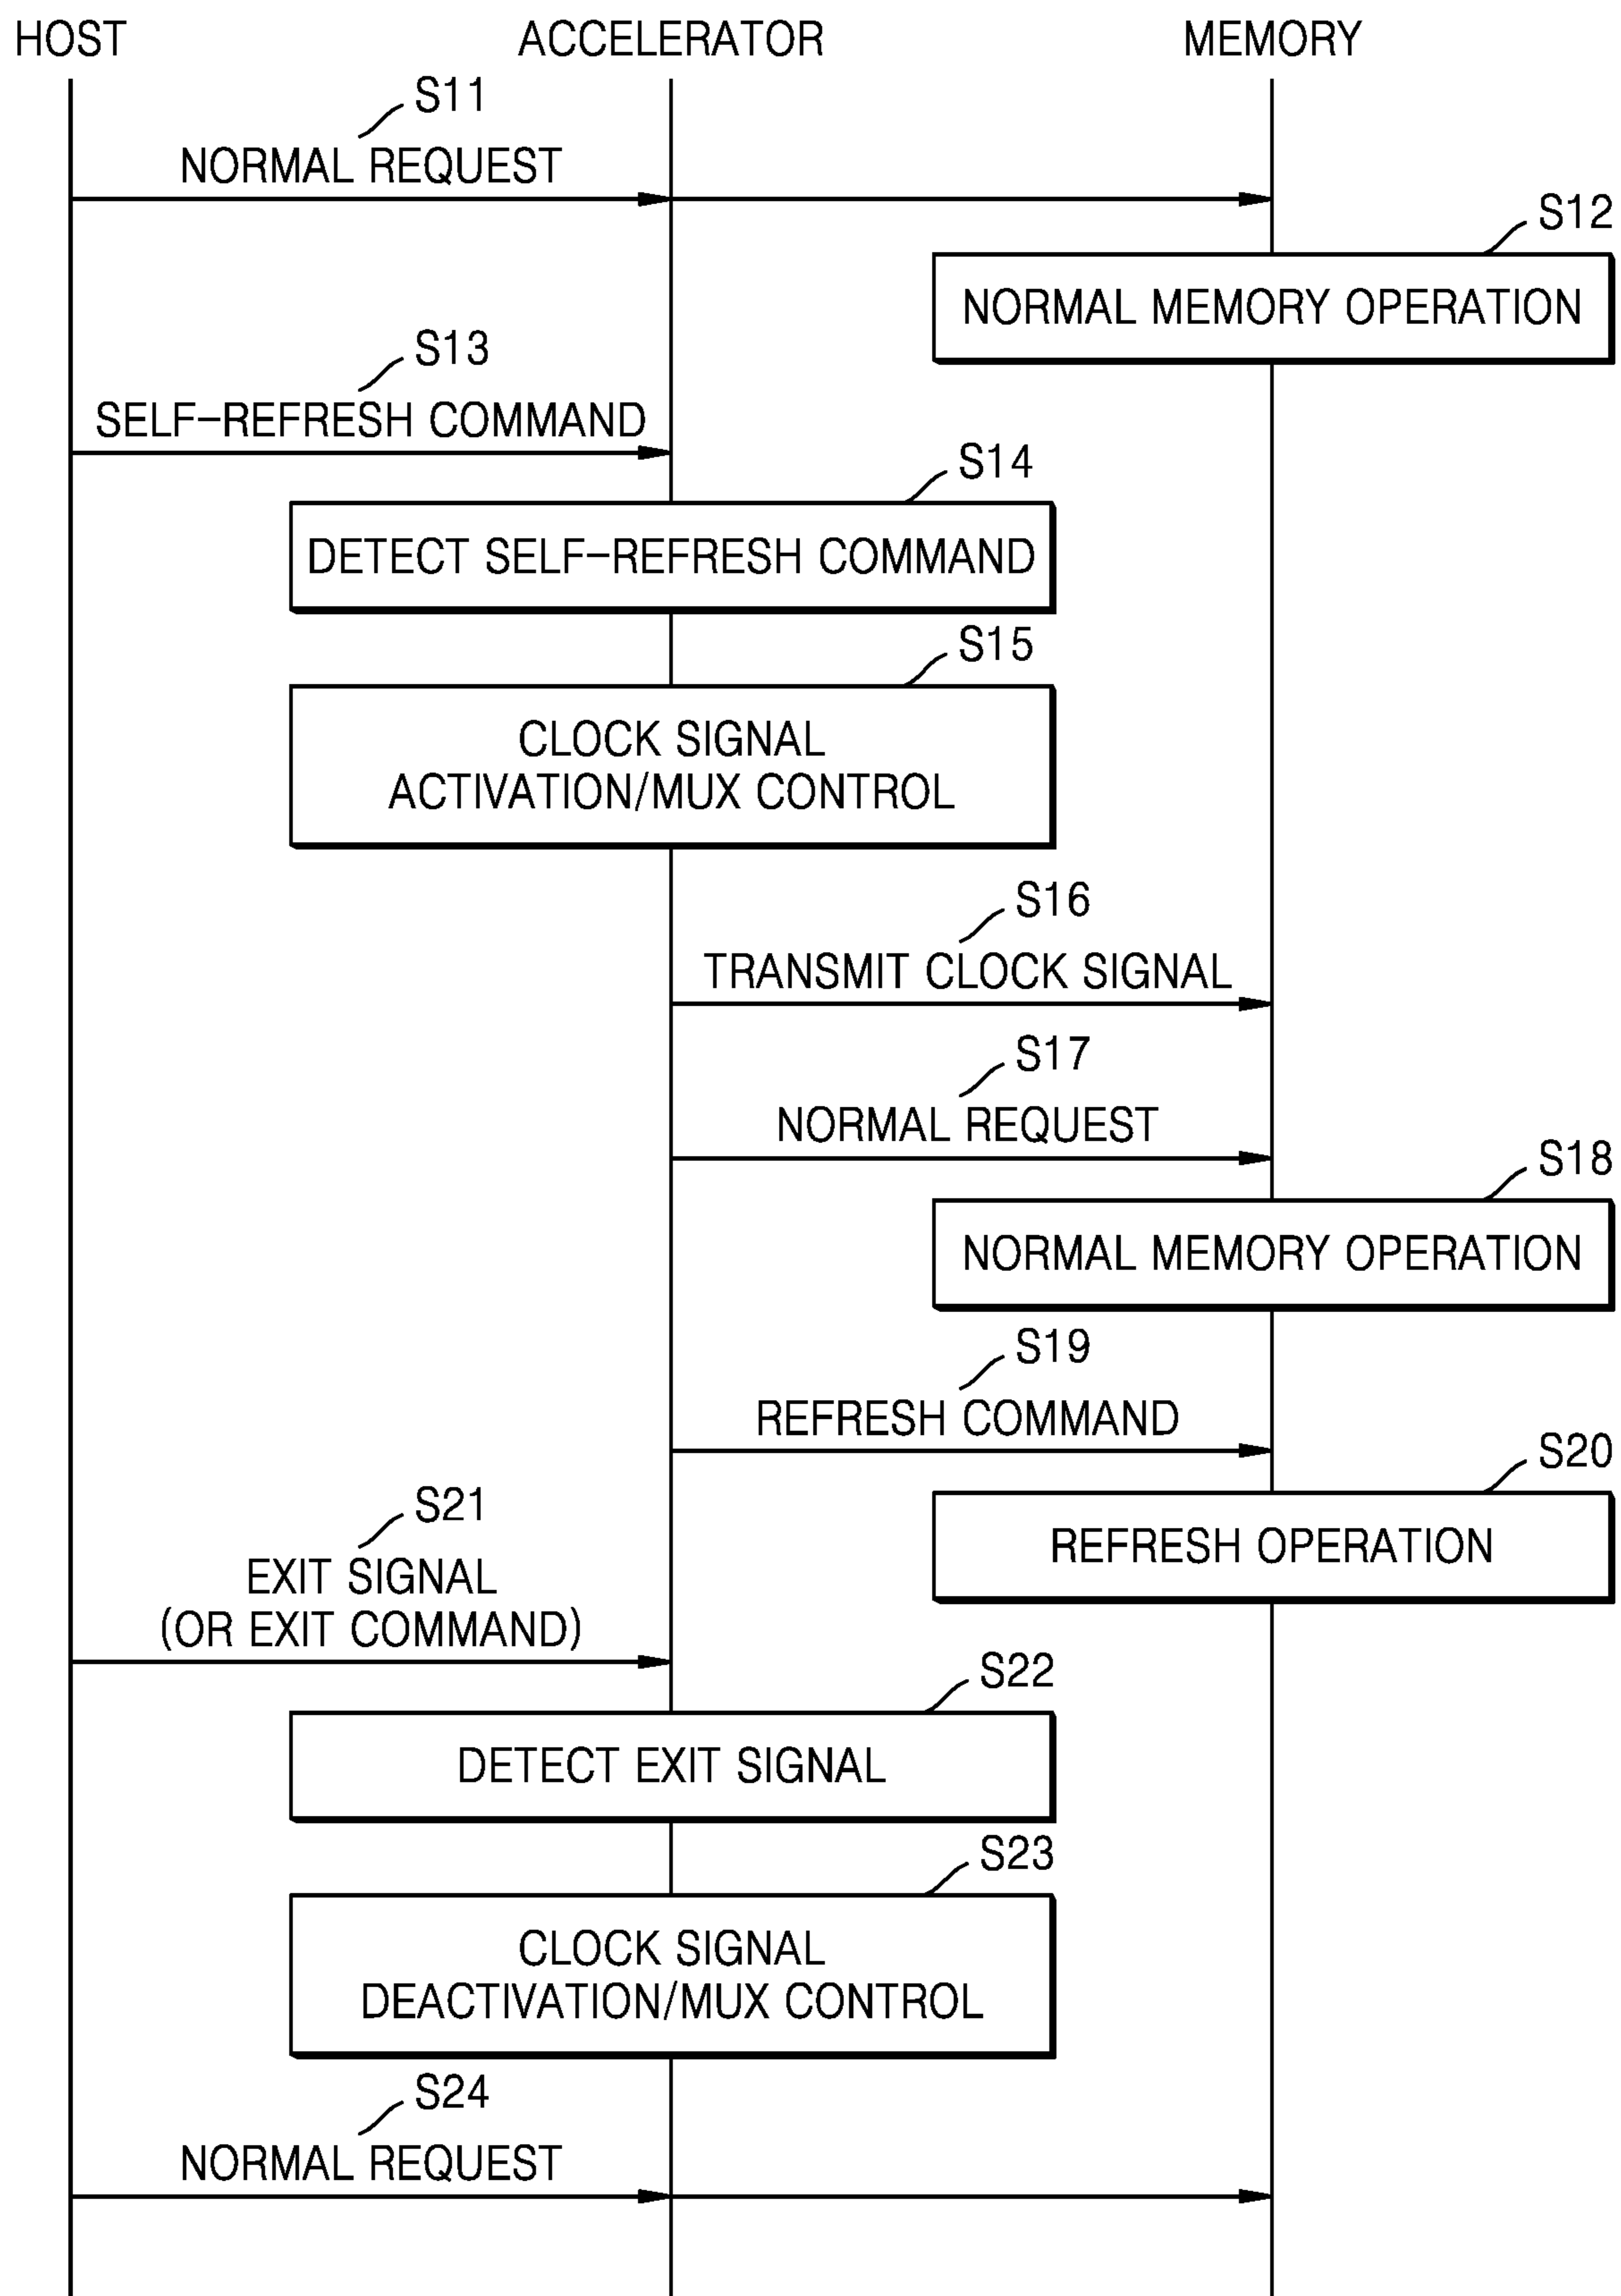 HOST
ACCELERATOR
MEMORY
S11
NORMAL REQUEST
S12
NORMAL MEMORY OPERATION
S13
SELF-REFRESH COMMAND
S14
DETECT SELF-REFRESH COMMAND
S15
CLOCK SIGNAL
ACTIVATION/MUX CONTROL
S16
TRANSMIT CLOCK SIGNAL
S17
NORMAL REQUEST
S18
NORMAL MEMORY OPERATION
S19
REFRESH COMMAND
S20
REFRESH OPERATION
S21
EXIT SIGNAL
(OR EXIT COMMAND)
S22
DETECT EXIT SIGNAL
S23
CLOCK SIGNAL
DEACTIVATION/MUX CONTROL
S24
NORMAL REQUEST